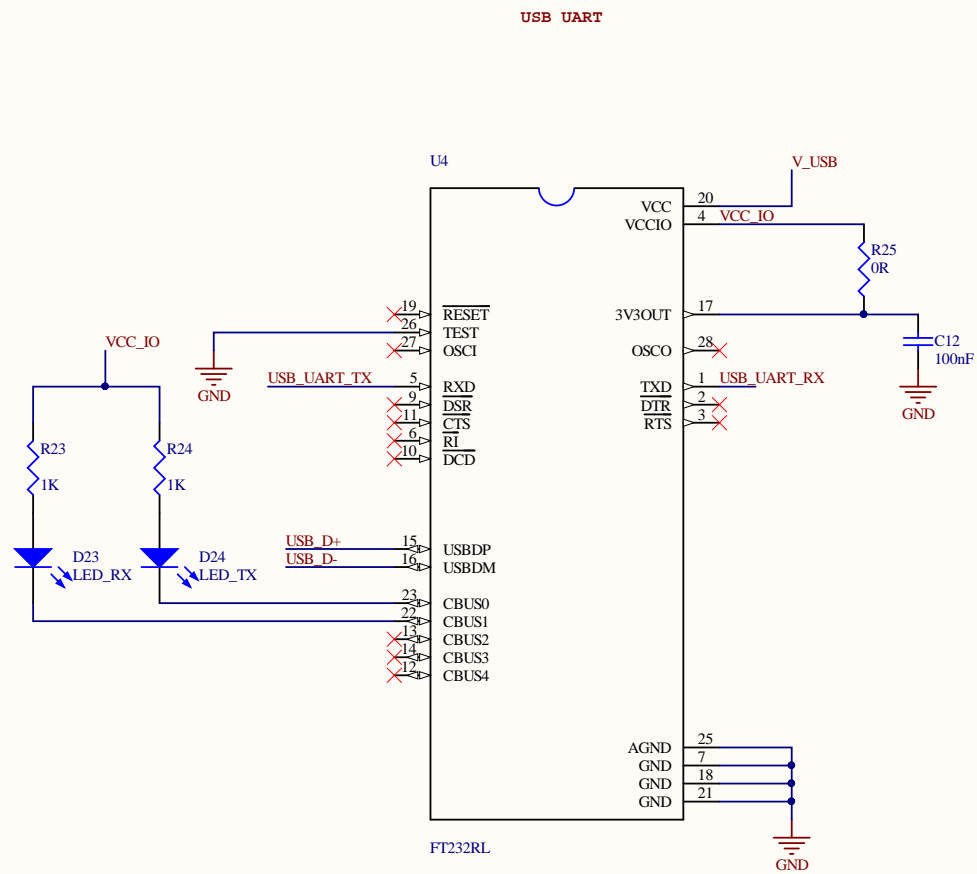 USB UART
U4
V_USB
VCC 20
VCCIO 4 VCC_IO
R25
0R
19 RESET
3V3OUT 17
26 TEST
27 OSCI
OSCO 28
C12
100nF
VCC_IO
GND
GND
USB_UART_TX 5 RXD
TXD 1 USB_UART_RX
9 DSR
DTR 2
11 CTS
RTS 3
6 RI
10 DCD
R23
1K
R24
1K
USB_D+ 15 USBDP
USB_D- 16 USBDM
D23
LED_RX
D24
LED_TX
23 CBUS0
22 CBUS1
13 CBUS2
14 CBUS3
12 CBUS4
AGND 25
GND 7
GND 18
GND 21
FT232RL
GND